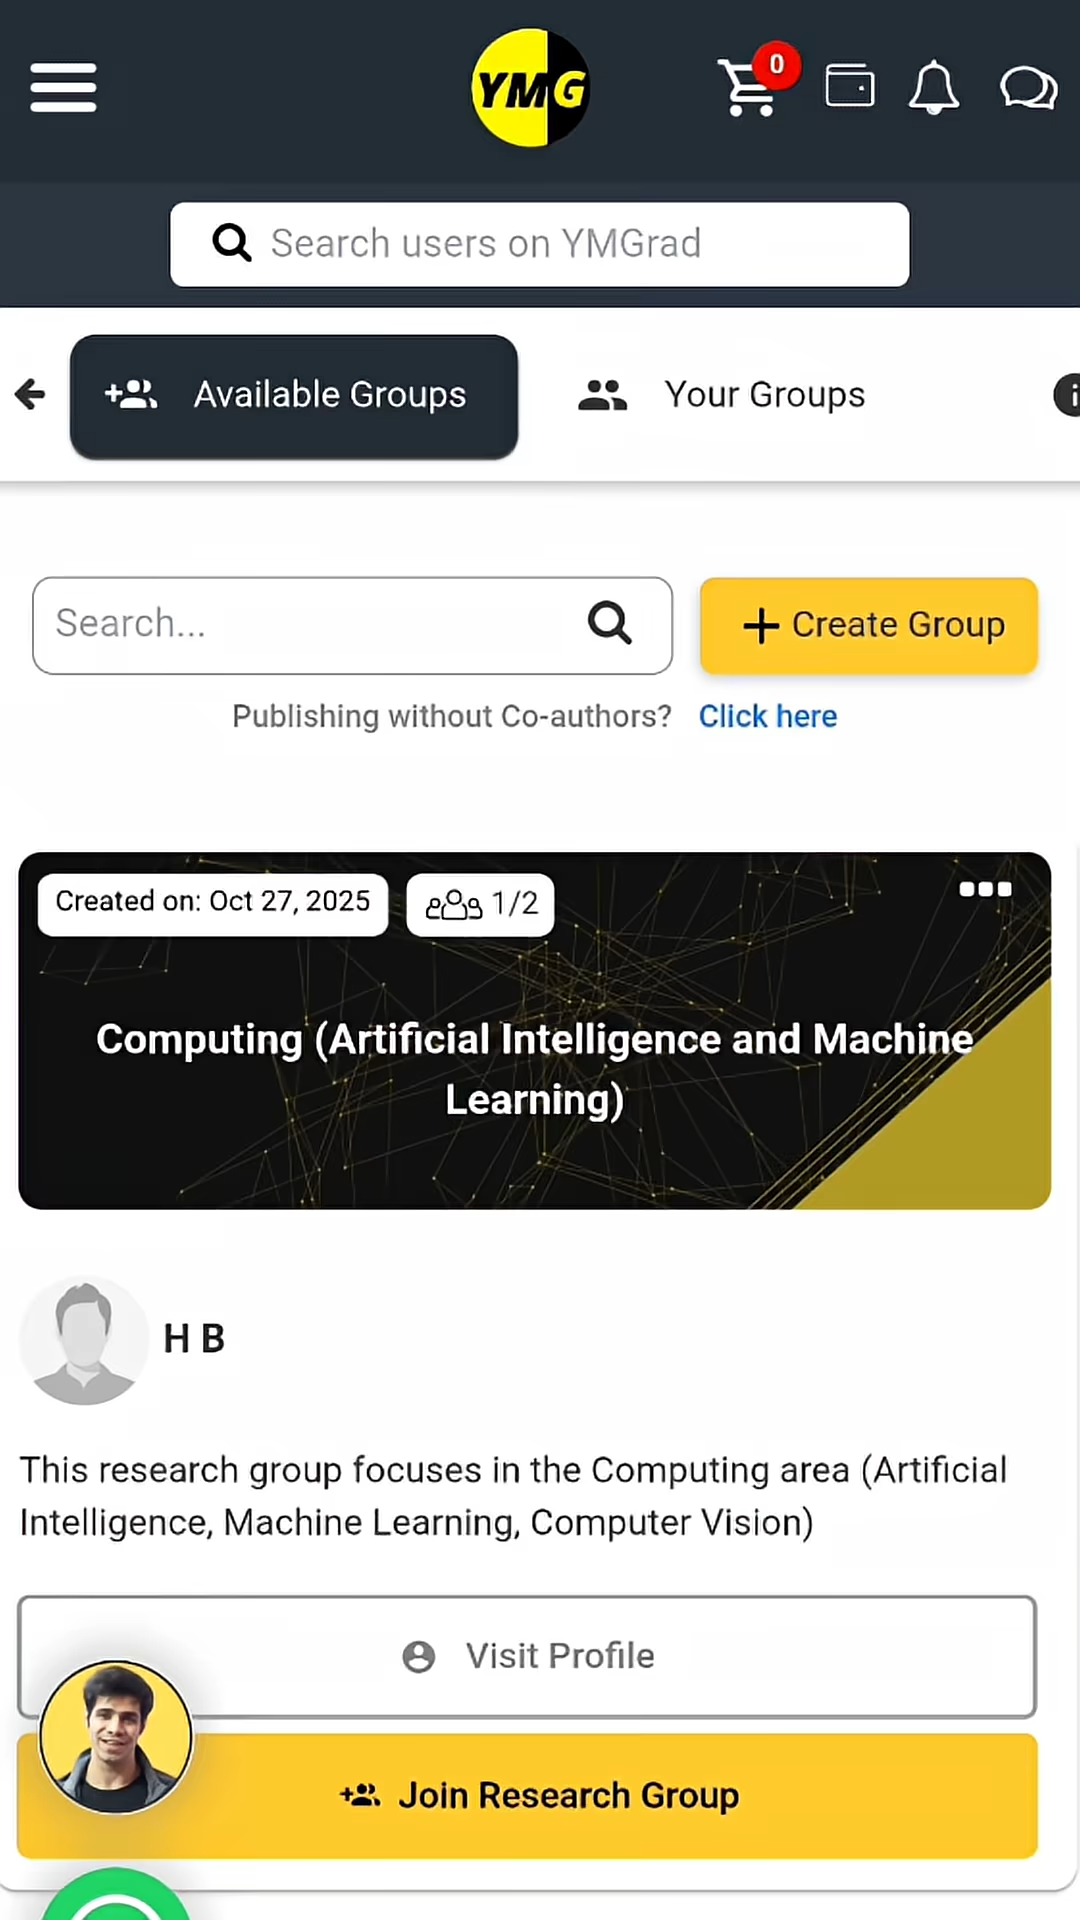 YMG
0
Search users on YMGrad
Available Groups
Your Groups
Search...
Create Group
Publishing without Co-authors? Click here
Created on: Oct 27, 2025
1/2
Computing (Artificial Intelligence and Machine
Learning)
H B
This research group focuses in the Computing area (Artificial
Intelligence, Machine Learning, Computer Vision)
Visit Profile
Join Research Group